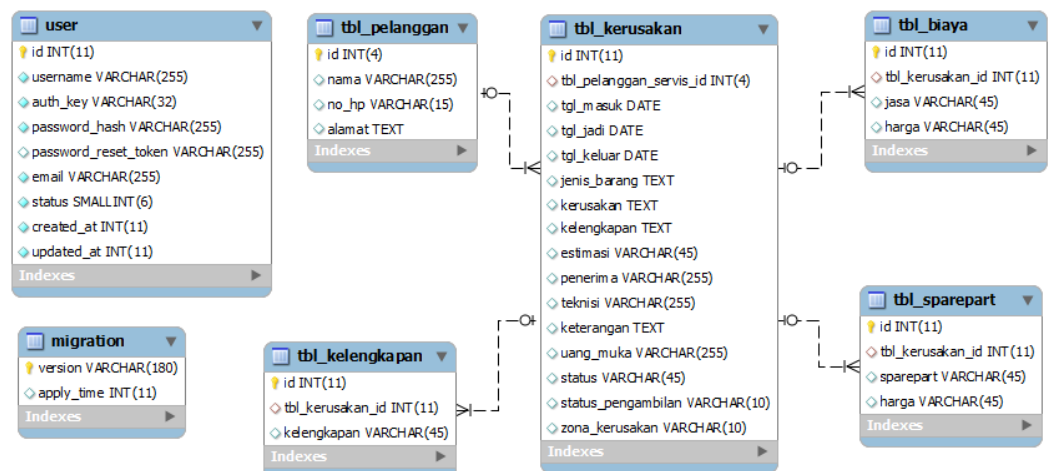 user
id INT(11)
username VARCHAR(255)
auth_key VARCHAR(32)
password_hash VARCHAR(255)
password_reset_token VARCHAR(255)
email VARCHAR(255)
status SMALLINT(6)
created_at INT(11)
updated_at INT(11)
Indexes
migration
version VARCHAR(180)
apply_time INT(11)
Indexes
tbl_pelanggan
id INT(4)
nama VARCHAR(255)
no_hp VARCHAR(15)
alamat TEXT
Indexes
tbl_kelengkapan
id INT(11)
tbl_kerusakan_id INT(11)
kelengkapan VARCHAR(45)
Indexes
tbl_kerusakan
id INT(11)
tbl_pelanggan_servis_id INT(4)
tgl_masuk DATE
tgl_jadi DATE
tgl_keluar DATE
jenis_barang TEXT
kerusakan TEXT
kelengkapan TEXT
estimasi VARCHAR(45)
penerima VARCHAR(255)
teknisi VARCHAR(255)
keterangan TEXT
uang_muka VARCHAR(255)
status VARCHAR(45)
status_pengambilan VARCHAR(10)
zona_kerusakan VARCHAR(10)
Indexes
tbl_biaya
id INT(11)
tbl_kerusakan_id INT(11)
jasa VARCHAR(45)
harga VARCHAR(45)
Indexes
tbl_sparepart
id INT(11)
tbl_kerusakan_id INT(11)
sparepart VARCHAR(45)
harga VARCHAR(45)
Indexes